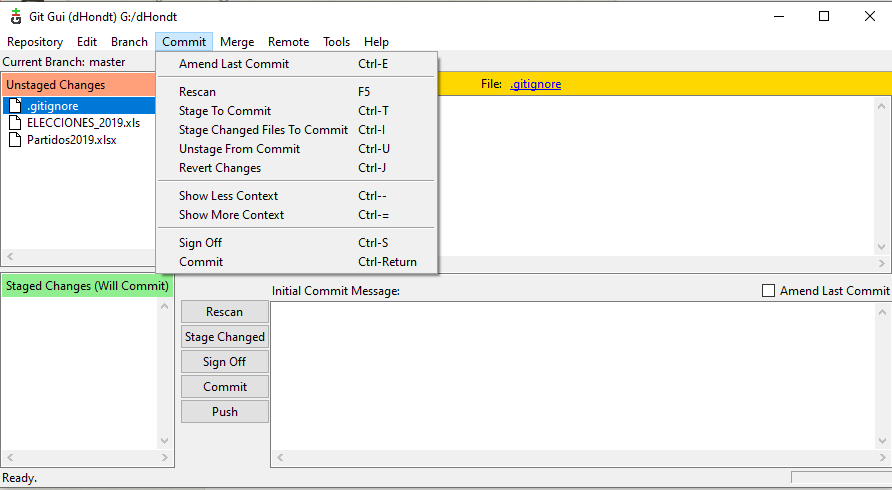 Git Gui (dHondt) G:/dHondt
Repository Edit Branch Commit Merge Remote Tools Help
Current Branch: master
Unstaged Changes
File: .gitignore
.gitignore
ELECCIONES_2019.xls
Partidos2019.xlsx
Amend Last Commit Ctrl-E
Rescan F5
Stage To Commit Ctrl-T
Stage Changed Files To Commit Ctrl-I
Unstage From Commit Ctrl-U
Revert Changes Ctrl-J
Show Less Context Ctrl--
Show More Context Ctrl-=
Sign Off Ctrl-S
Commit Ctrl-Return
Staged Changes (Will Commit)
Initial Commit Message:
Amend Last Commit
Rescan
Stage Changed
Sign Off
Commit
Push
Ready.